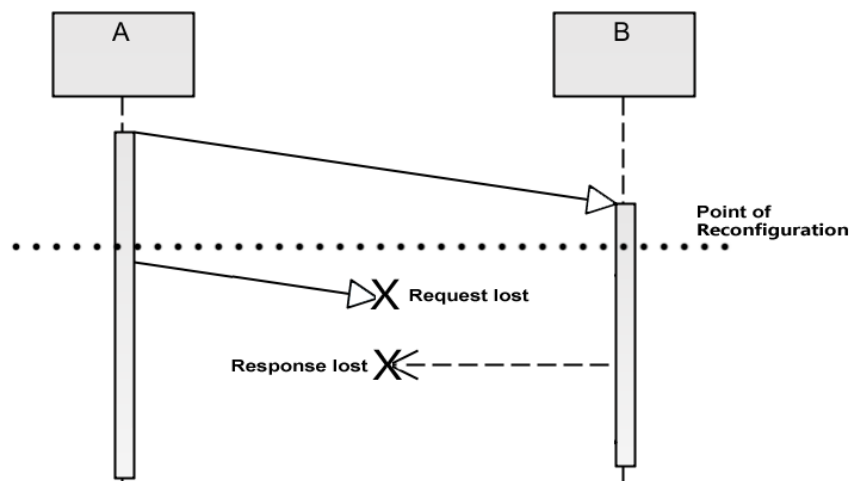 A
B
Point of
Reconfiguration
Request lost
Response lost